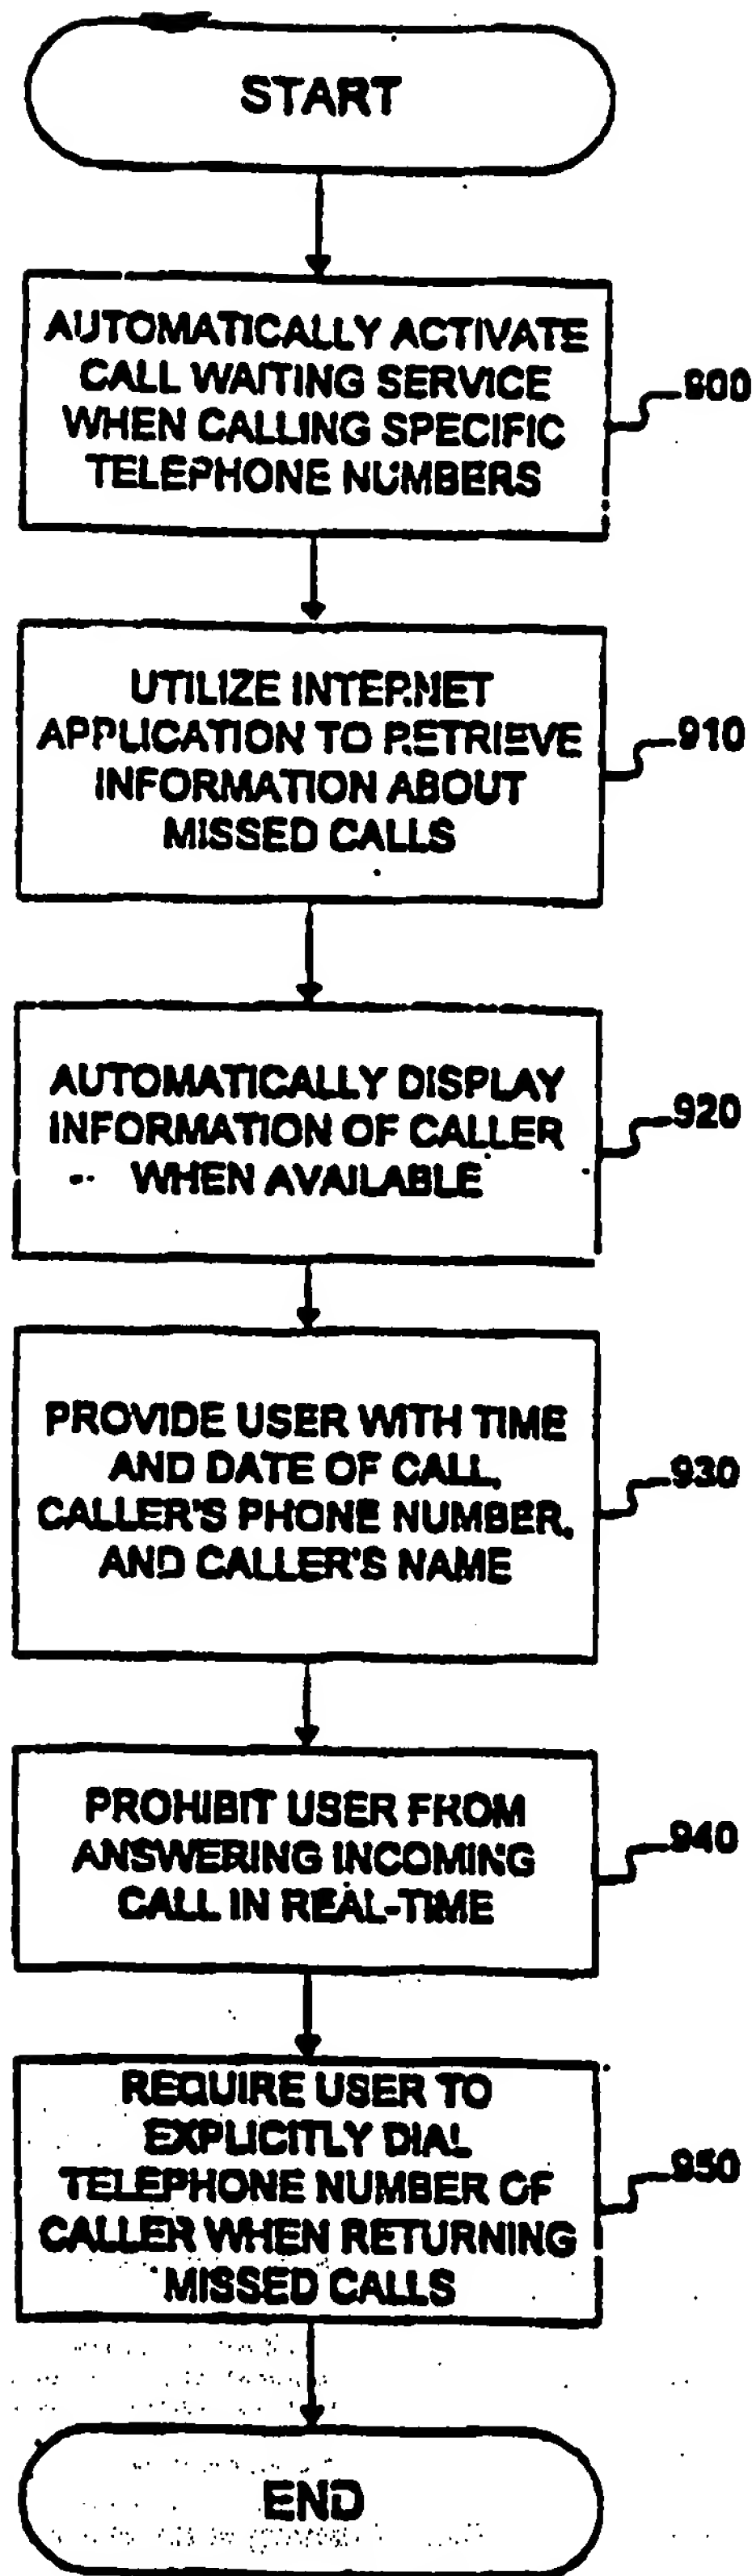 START
AUTOMATICALLY ACTIVATE
CALL WAITING SERVICE
WHEN CALLING SPECIFIC
TELEPHONE NUMBERS
900
UTILIZE INTERNET
APPLICATION TO RETRIEVE
INFORMATION ABOUT
MISSED CALLS
910
AUTOMATICALLY DISPLAY
INFORMATION OF CALLER
WHEN AVAILABLE
920
PROVIDE USER WITH TIME
AND DATE OF CALL,
CALLER'S PHONE NUMBER,
AND CALLER'S NAME
930
PROHIBIT USER FROM
ANSWERING INCOMING
CALL IN REAL-TIME
940
REQUIRE USER TO
EXPLICITLY DIAL
TELEPHONE NUMBER OF
CALLER WHEN RETURNING
MISSED CALLS
950
END